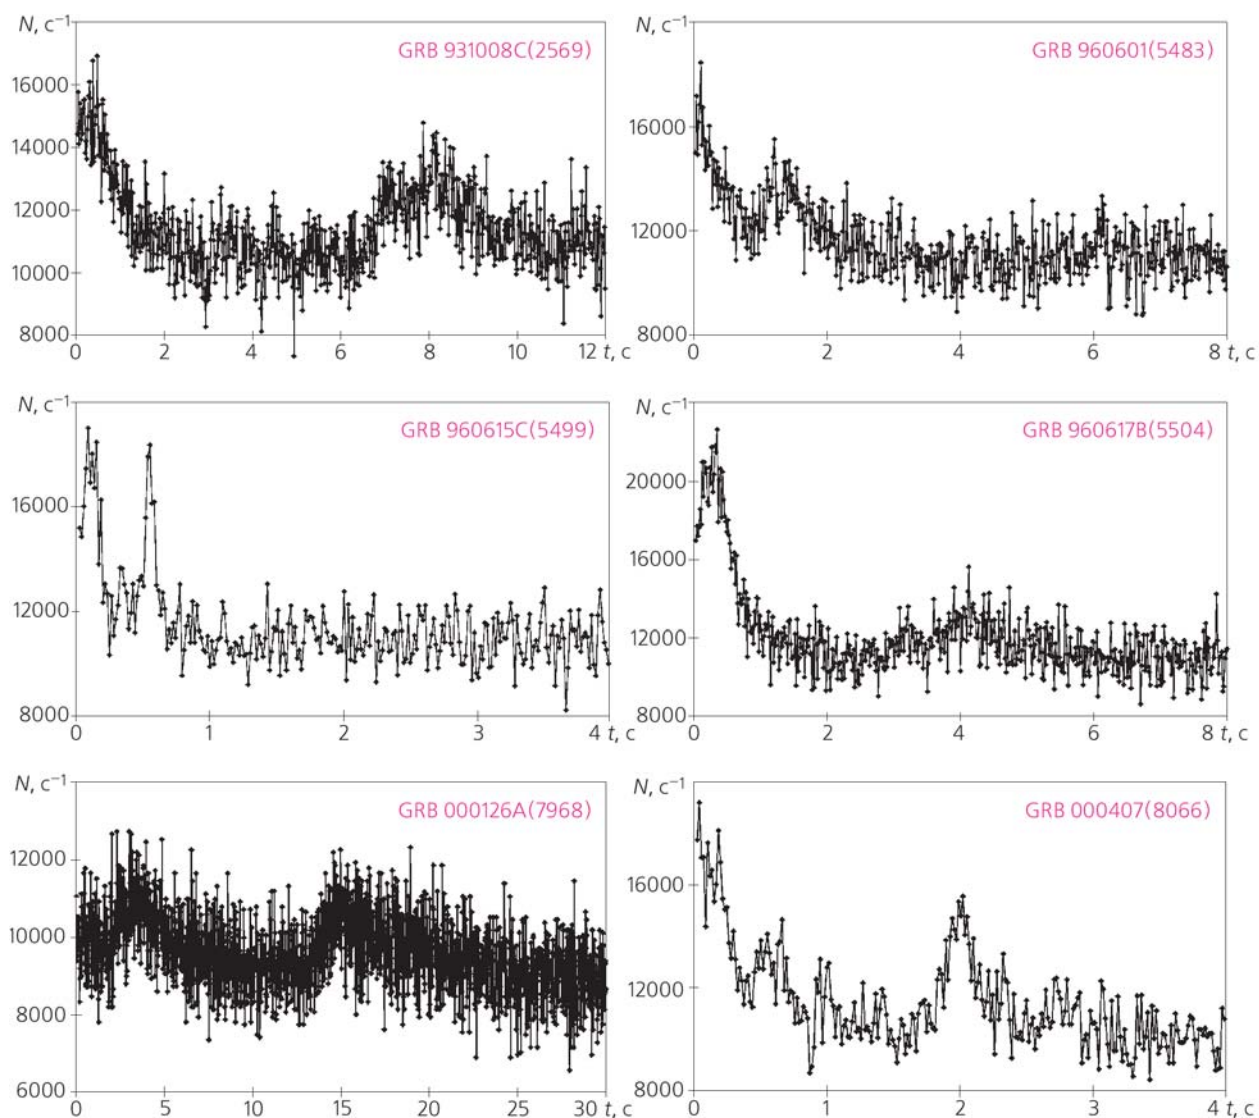 N, с⁻¹
GRB 931008C(2569)
16000
14000
12000
10000
8000
0 2 4 6 8 10 12 t, с
N, с⁻¹
GRB 960601(5483)
16000
12000
8000
0 2 4 6 8 t, с
N, с⁻¹
GRB 960615C(5499)
16000
12000
8000
0 1 2 3 4 t, с
N, с⁻¹
GRB 960617B(5504)
20000
16000
12000
8000
0 2 4 6 8 t, с
N, с⁻¹
GRB 000126A(7968)
12000
10000
8000
6000
0 5 10 15 20 25 30 t, с
N, с⁻¹
GRB 000407(8066)
16000
12000
8000
0 1 2 3 4 t, с